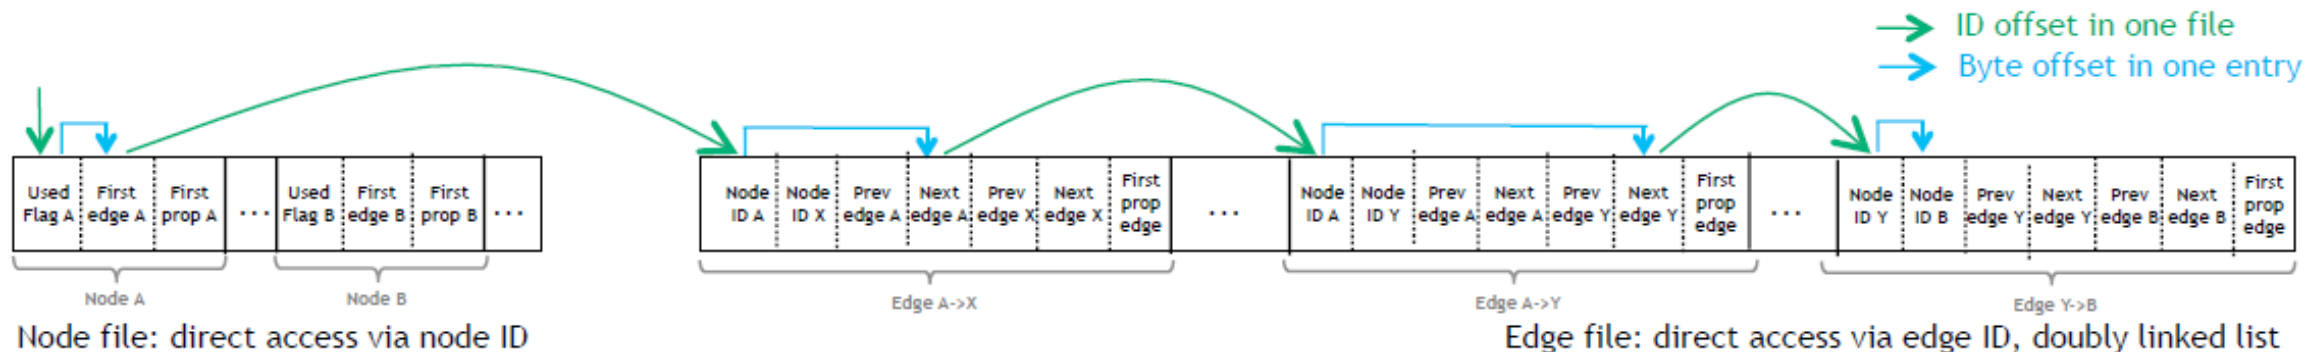 ID offset in one file
Byte offset in one entry
Used Flag A
First edge A
First prop A
...
Used Flag B
First edge B
First prop B
...
Node ID A
Node ID X
Prev edge A
Next edge A
Prev edge X
Next edge X
First prop edge
...
Node ID A
Node ID Y
Prev edge A
Next edge A
Prev edge Y
Next edge Y
First prop edge
...
Node ID Y
Node ID B
Prev edge Y
Next edge Y
Prev edge B
Next edge B
First prop edge
Node A
Node B
Edge A->X
Edge A->Y
Edge Y->B
Node file: direct access via node ID
Edge file: direct access via edge ID, doubly linked list